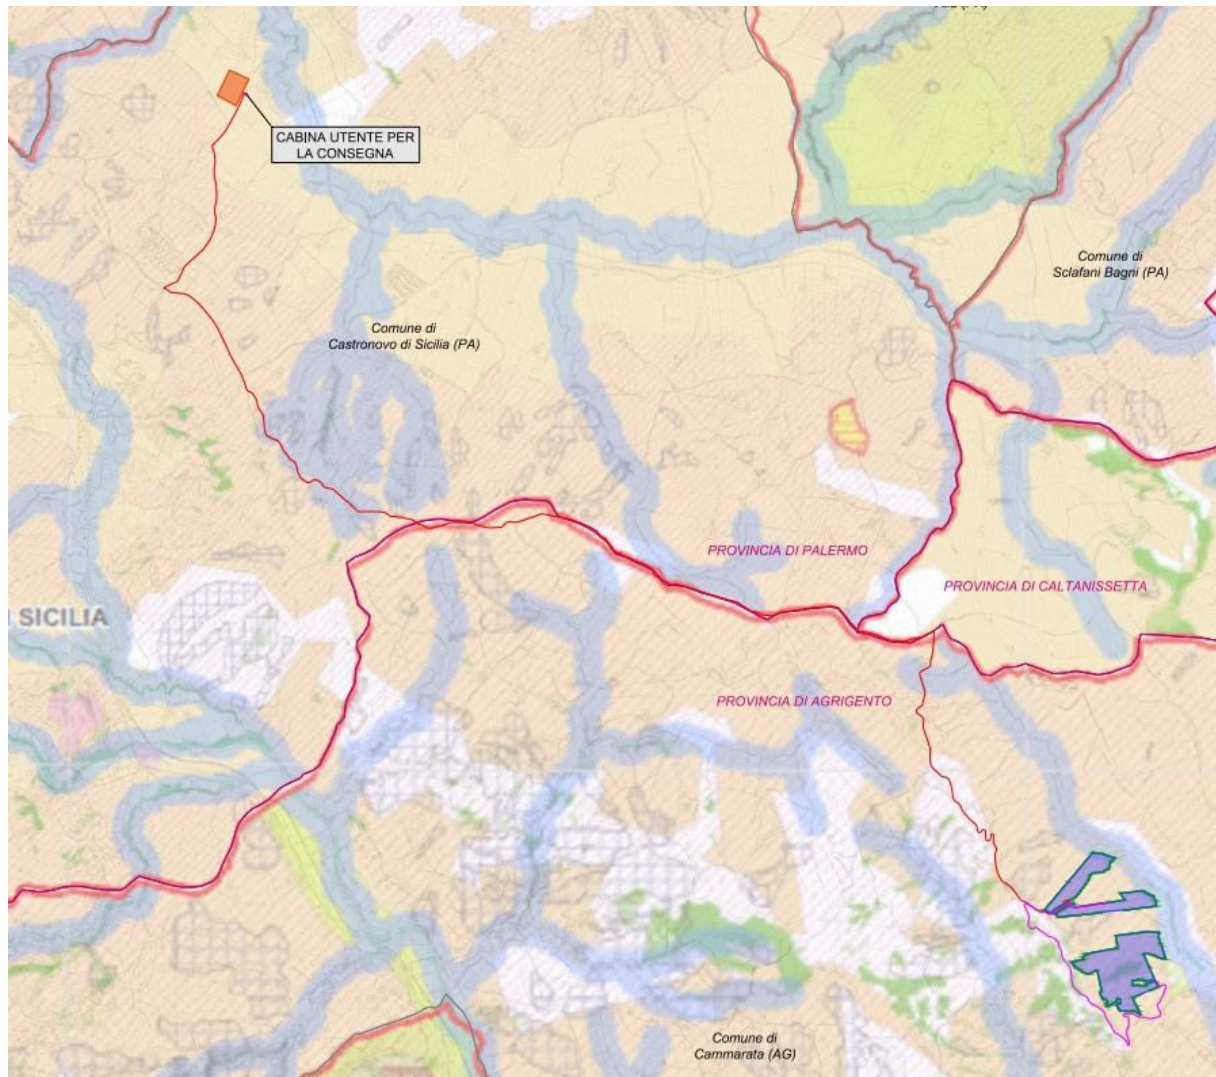 CABINA UTENTE PER
LA CONSEGNA
Comune di
Sclafani Bagni (PA)
Comune di
Castronovo di Sicilia (PA)
PROVINCIA DI PALERMO
PROVINCIA DI CALTANISSETTA
SICILIA
PROVINCIA DI AGRIGENTO
Comune di
Cammarata (AG)